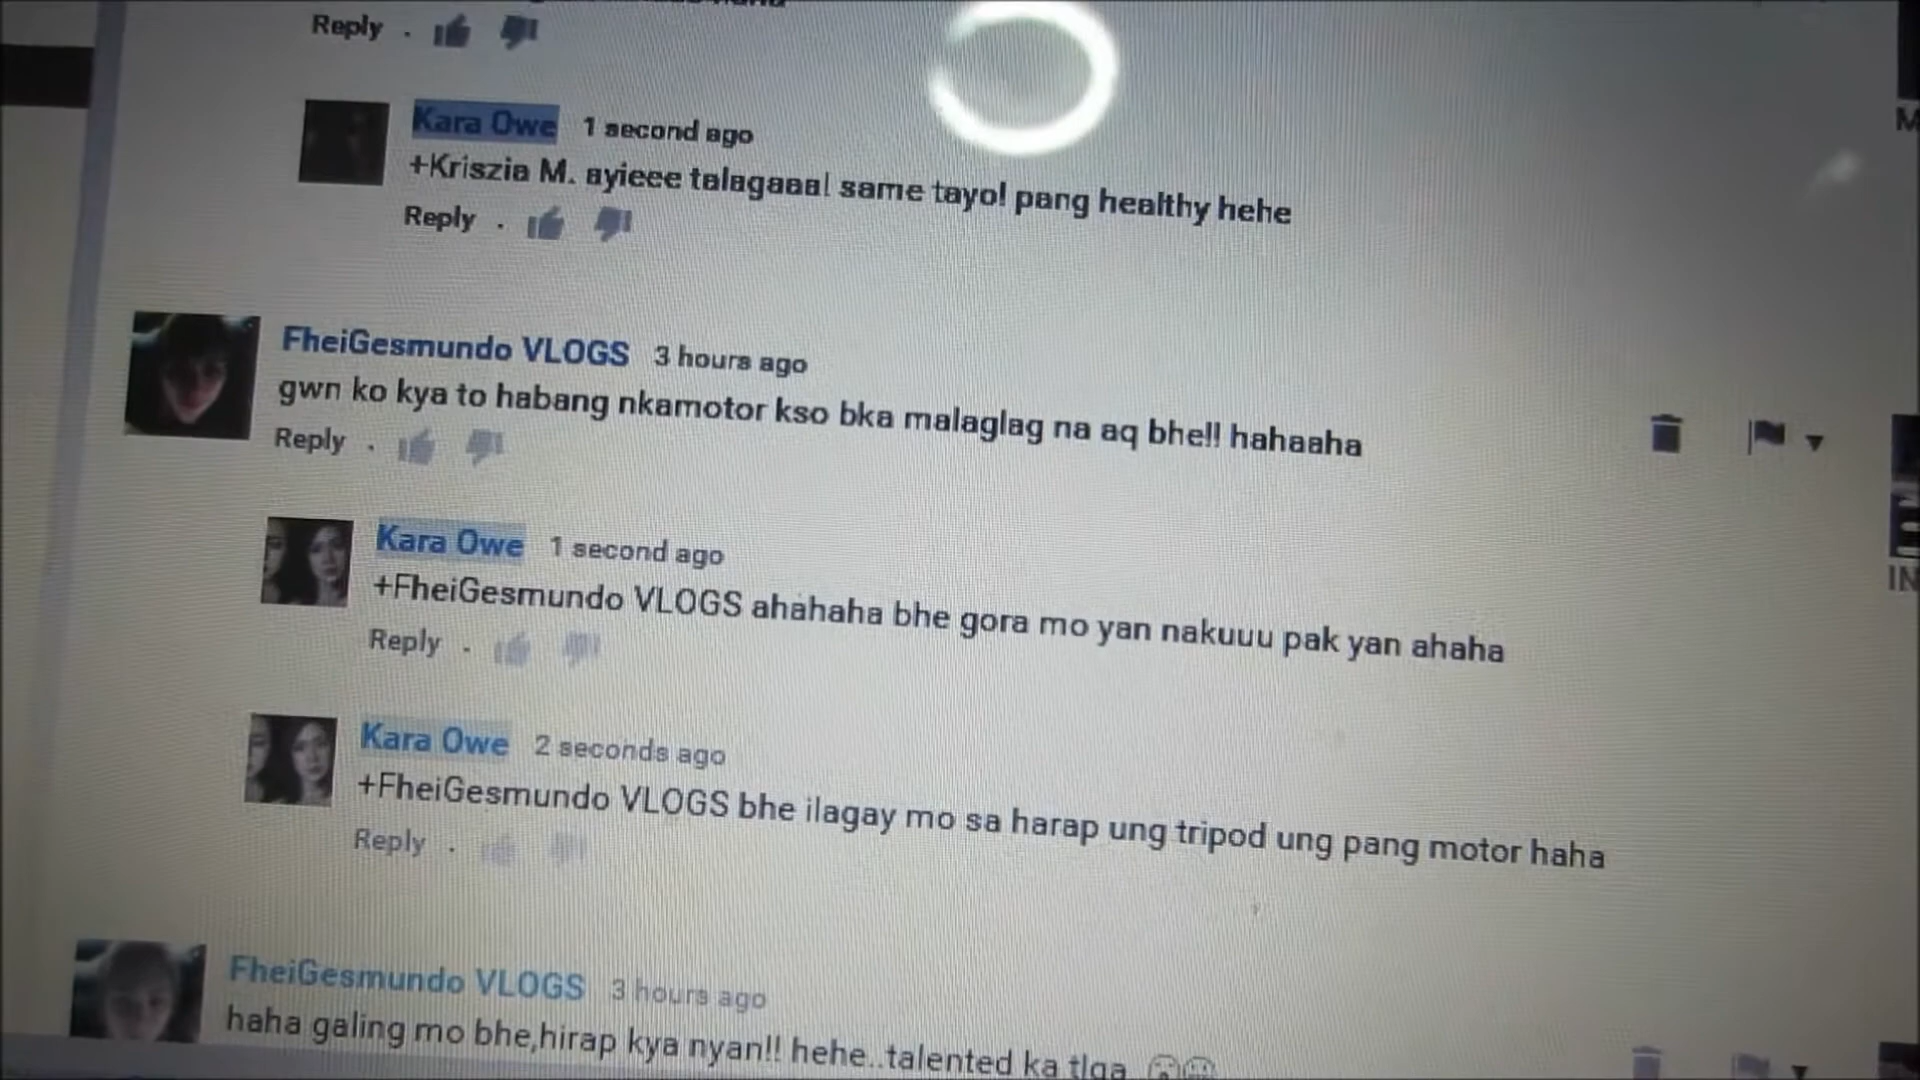 Reply .
Kara Owe 1 second ago
+Kriszia M. ayieee talagaaa! same tayo! pang healthy hehe
Reply .
FheiGesmundo VLOGS 3 hours ago
gwn ko kya to habang nkamotor kso bka malaglag na aq bhe!! hahaaha
Reply .
Kara Owe 1 second ago
+FheiGesmundo VLOGS ahahaha bhe gora mo yan nakuuu pak yan ahaha
Reply .
Kara Owe 2 seconds ago
+FheiGesmundo VLOGS bhe ilagay mo sa harap ung tripod ung pang motor haha
Reply .
FheiGesmundo VLOGS 3 hours ago
haha galing mo bhe,hirap kya nyan!! hehe..talented ka tlga
M
IN